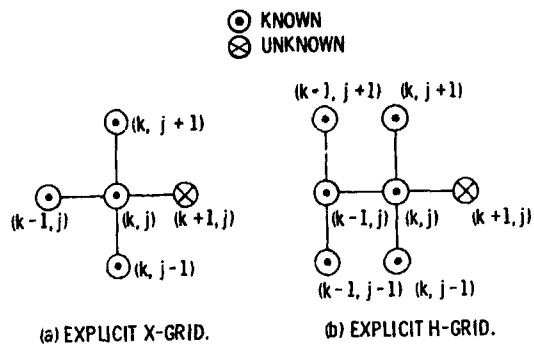 KNOWN
UNKNOWN
(k, j + 1)
(k-1, j)
(k, j)
(k+1, j)
(k, j-1)
(a) EXPLICIT X-GRID.
(k-1, j+1)
(k, j+1)
(k-1, j)
(k, j)
(k+1, j)
(k-1, j-1)
(k, j-1)
(b) EXPLICIT H-GRID.